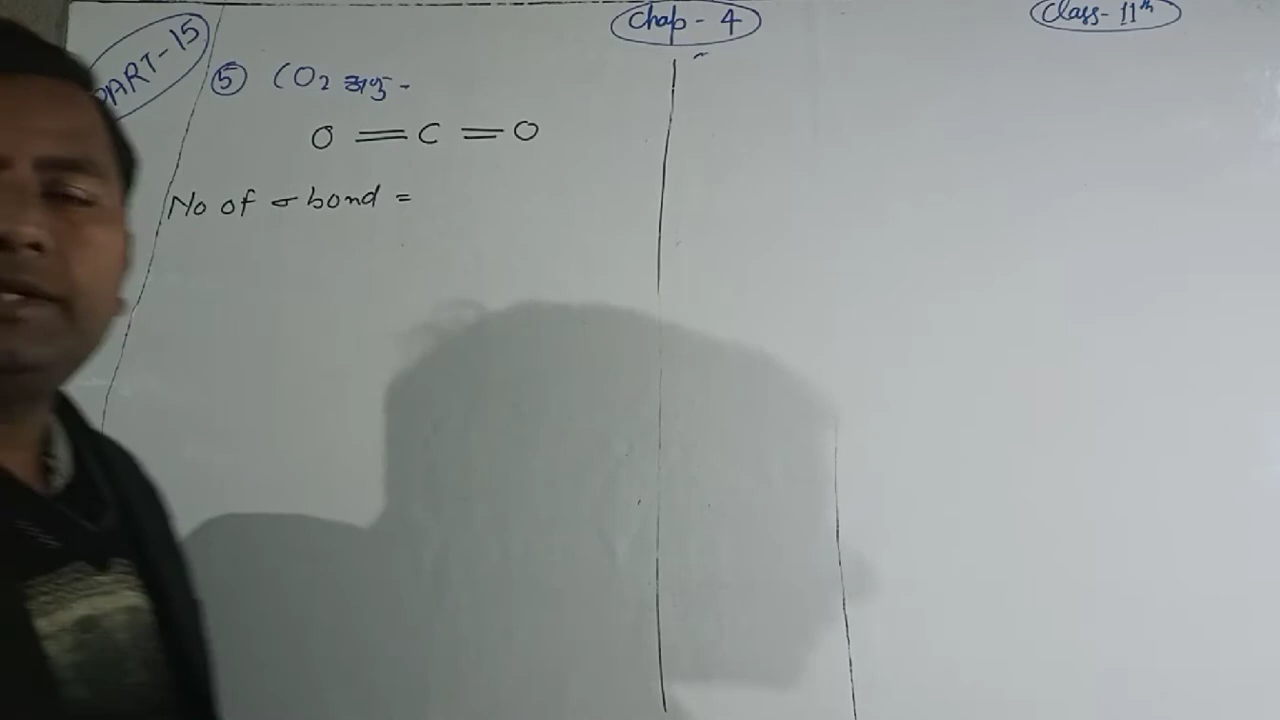 Chap - 4
Class - 11th
PART-15
⑤ CO2 अणु -
O = C = O
No of σ bond =